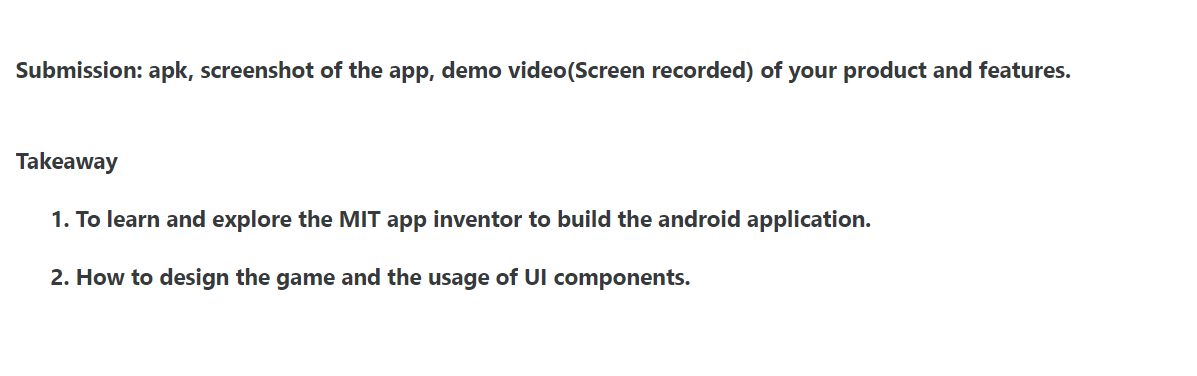 Submission: apk, screenshot of the app, demo video(Screen recorded) of your product and features.
Takeaway
1. To learn and explore the MIT app inventor to build the android application.
2. How to design the game and the usage of UI components.